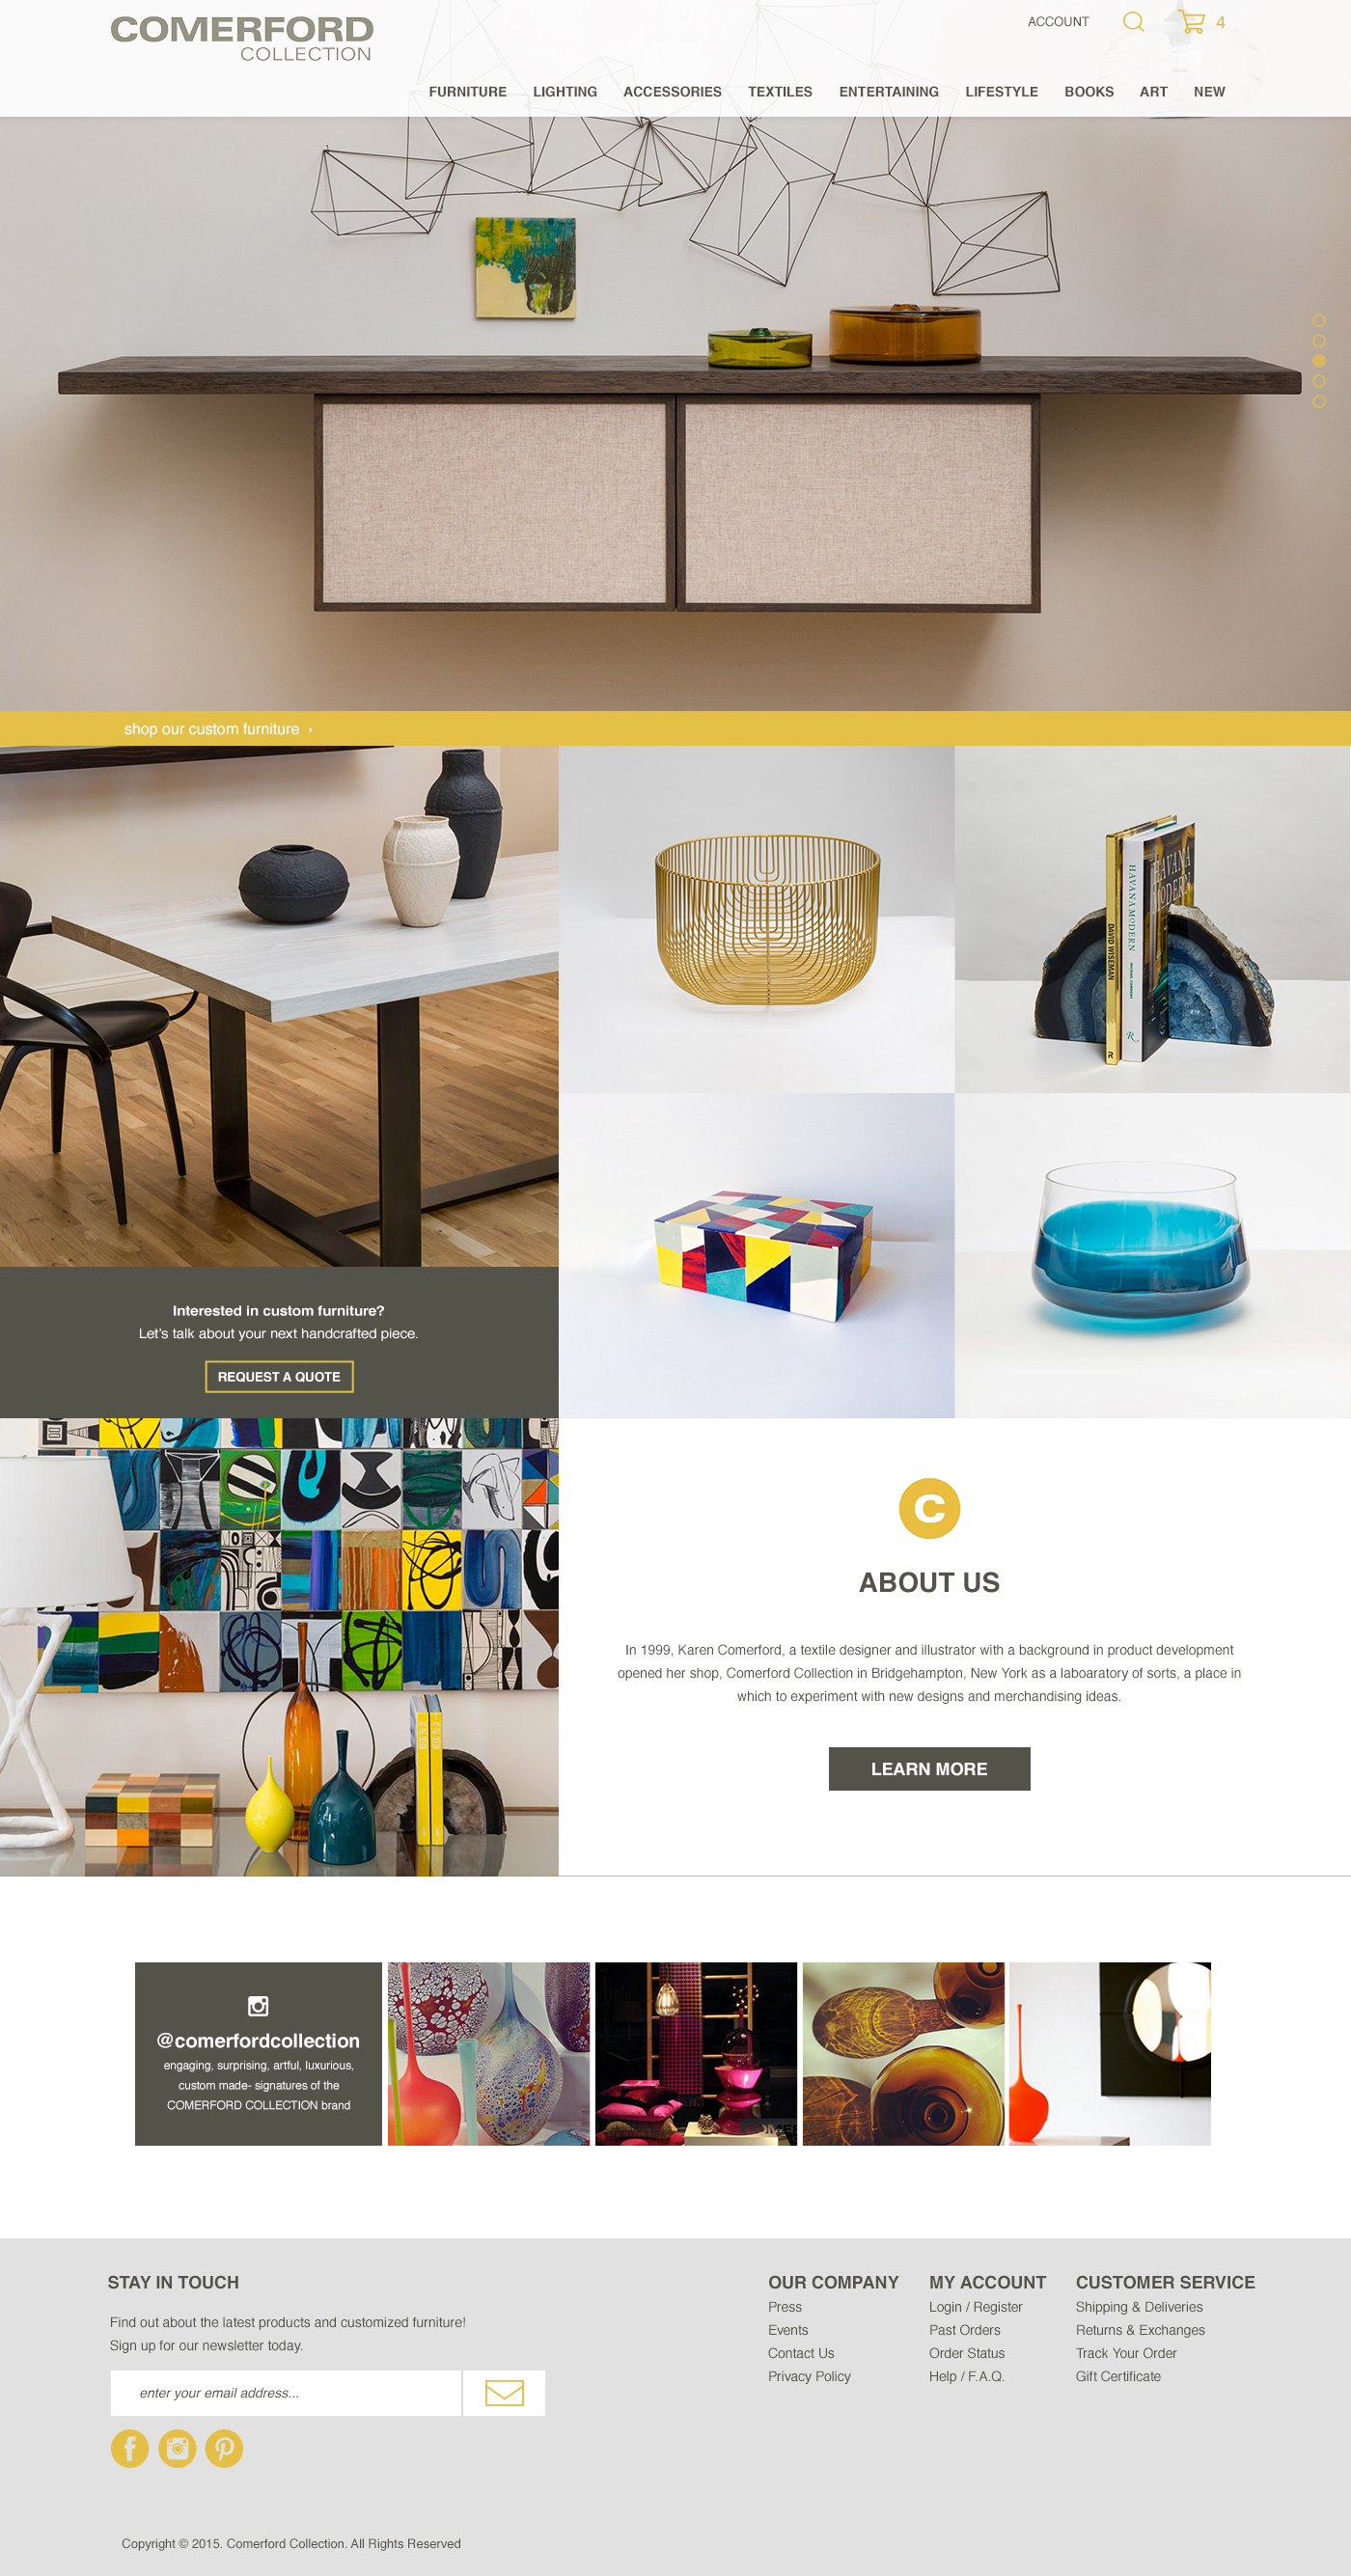 COMERFORD
COLLECTION
ACCOUNT
4
FURNITURE LIGHTING ACCESSORIES TEXTILES ENTERTAINING LIFESTYLE BOOKS ART NEW
shop our custom furniture ›
DAVID WISEMAN
R
HAVANA MODERN
R
HAVANA
MODERN
Interested in custom furniture?
Let's talk about your next handcrafted piece.
REQUEST A QUOTE
C
ABOUT US
In 1999, Karen Comerford, a textile designer and illustrator with a background in product development
opened her shop, Comerford Collection in Bridgehampton, New York as a laboaratory of sorts, a place in
which to experiment with new designs and merchandising ideas.
LEARN MORE
@comerfordcollection
engaging, surprising, artful, luxurious,
custom made- signatures of the
COMERFORD COLLECTION brand
COMERF
STAY IN TOUCH
Find out about the latest products and customized furniture!
Sign up for our newsletter today.
enter your email address...
OUR COMPANY
Press
Events
Contact Us
Privacy Policy
MY ACCOUNT
Login / Register
Past Orders
Order Status
Help / F.A.Q.
CUSTOMER SERVICE
Shipping & Deliveries
Returns & Exchanges
Track Your Order
Gift Certificate
Copyright © 2015. Comerford Collection. All Rights Reserved